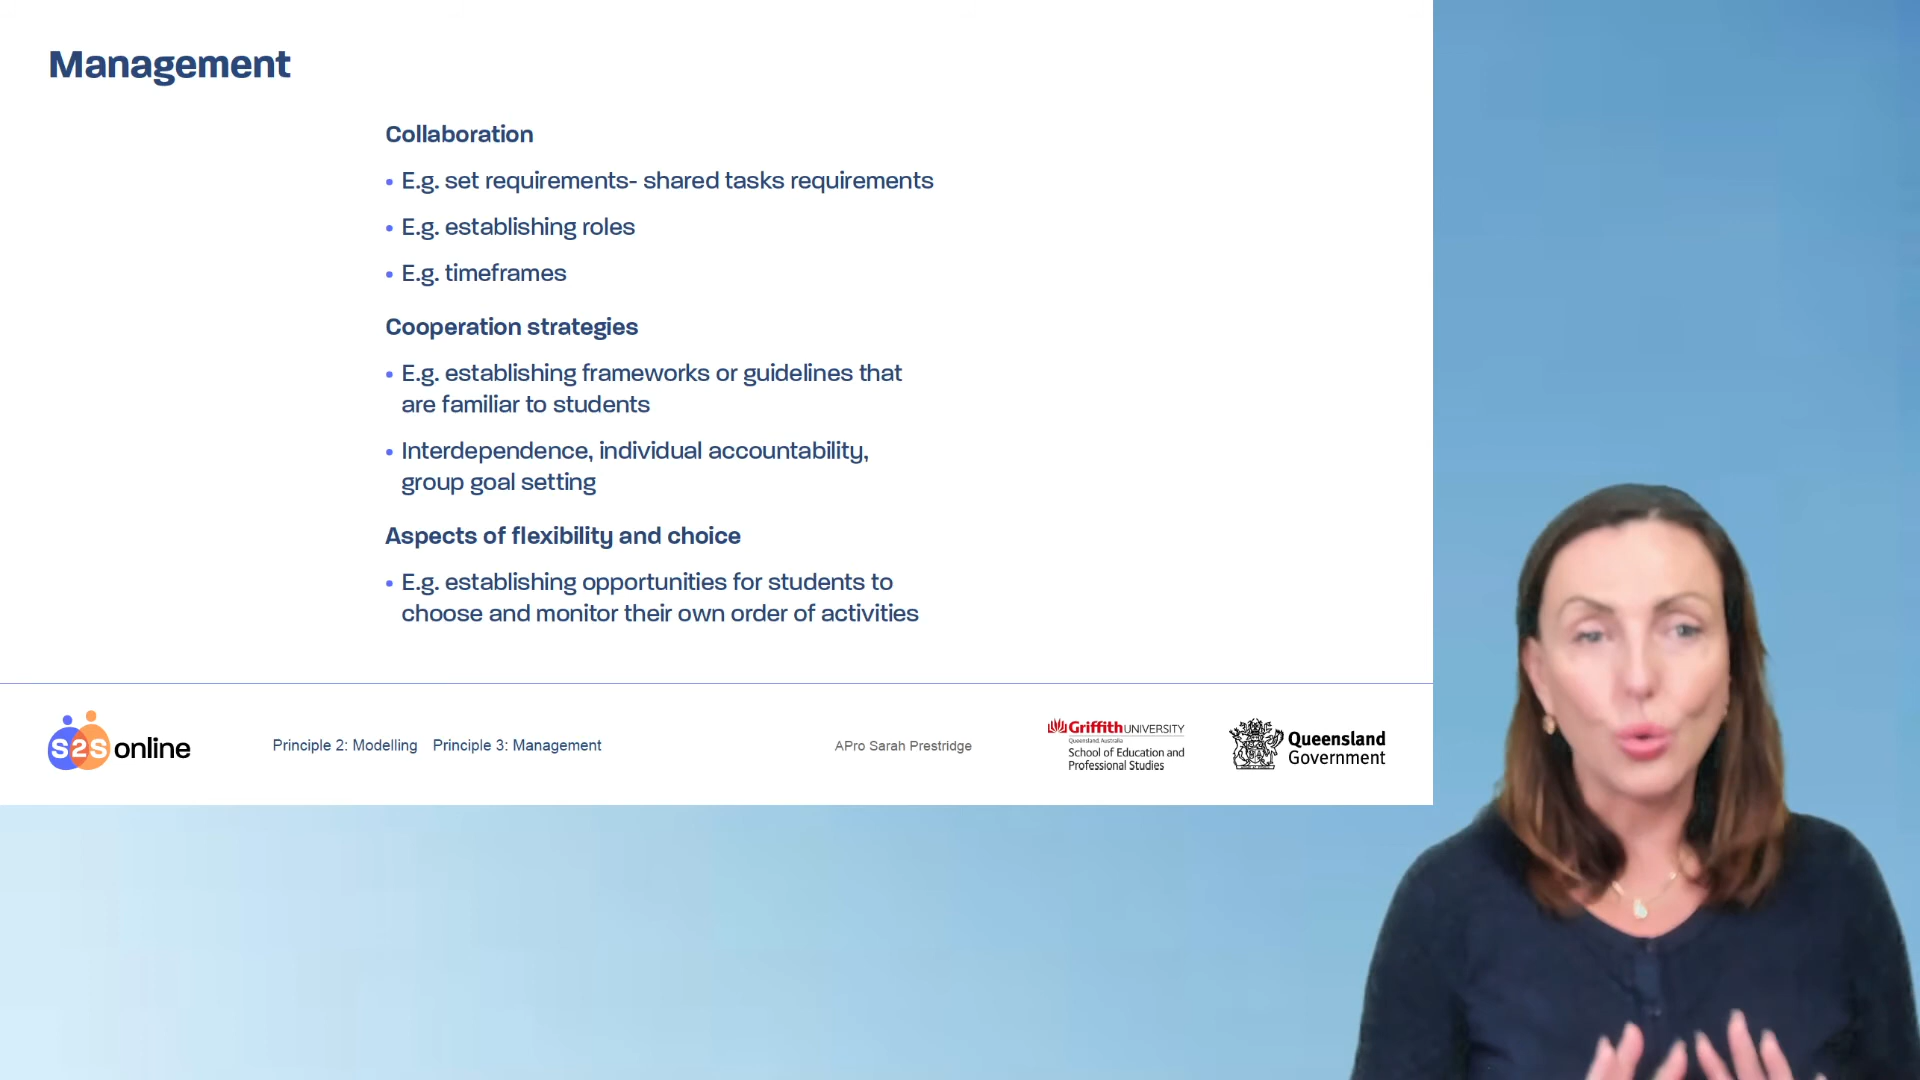 Management
Collaboration
• E.g. set requirements- shared tasks requirements
• E.g. establishing roles
• E.g. timeframes
Cooperation strategies
• E.g. establishing frameworks or guidelines that
are familiar to students
• Interdependence, individual accountability,
group goal setting
Aspects of flexibility and choice
• E.g. establishing opportunities for students to
choose and monitor their own order of activities
S2S online
Principle 2: Modelling Principle 3: Management
APro Sarah Prestridge
Griffith UNIVERSITY
Queensland, Australia
School of Education and
Professional Studies
Queensland
Government